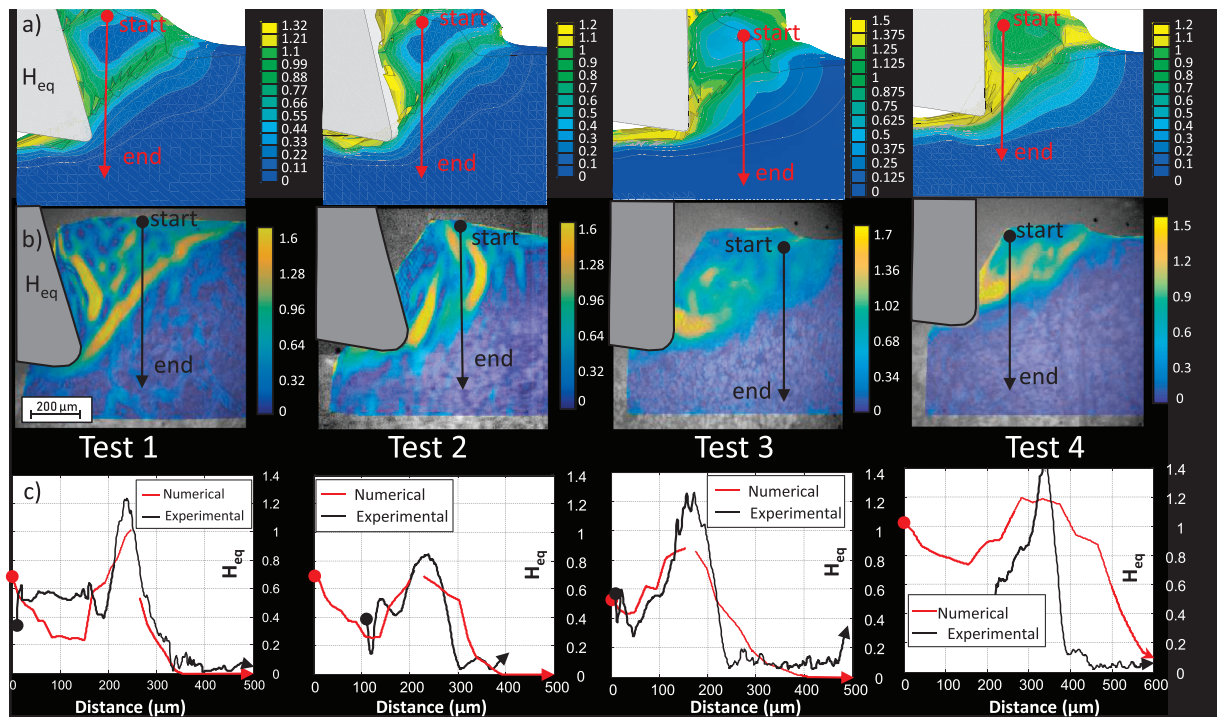 a)
H_eq
start
end
1.32
1.21
1.1
0.99
0.88
0.77
0.66
0.55
0.44
0.33
0.22
0.11
0
start
end
1.2
1.1
1
0.9
0.8
0.7
0.6
0.5
0.4
0.3
0.2
0.1
0
start
end
1.5
1.375
1.25
1.125
1
0.875
0.75
0.625
0.5
0.375
0.25
0.125
0
start
end
1.2
1.1
1
0.9
0.8
0.7
0.6
0.5
0.4
0.3
0.2
0.1
0
b)
H_eq
start
end
200 µm
1.6
1.28
0.96
0.64
0.32
0
start
end
1.6
1.28
0.96
0.64
0.32
0
start
end
1.7
1.36
1.02
0.68
0.34
0
start
end
1.5
1.2
0.9
0.6
0.3
0
Test 1
Test 2
Test 3
Test 4
c)
Numerical
Experimental
H_eq
1.4
1.2
1
0.8
0.6
0.4
0.2
0
0 100 200 300 400 500
Distance (µm)
Numerical
Experimental
H_eq
1.4
1.2
1
0.8
0.6
0.4
0.2
0
0 100 200 300 400 500
Distance (µm)
Numerical
Experimental
H_eq
1.4
1.2
1
0.8
0.6
0.4
0.2
0
0 100 200 300 400 500
Distance (µm)
Numerical
Experimental
H_eq
1.4
1.2
1
0.8
0.6
0.4
0.2
0
0 100 200 300 400 500 600
Distance (µm)